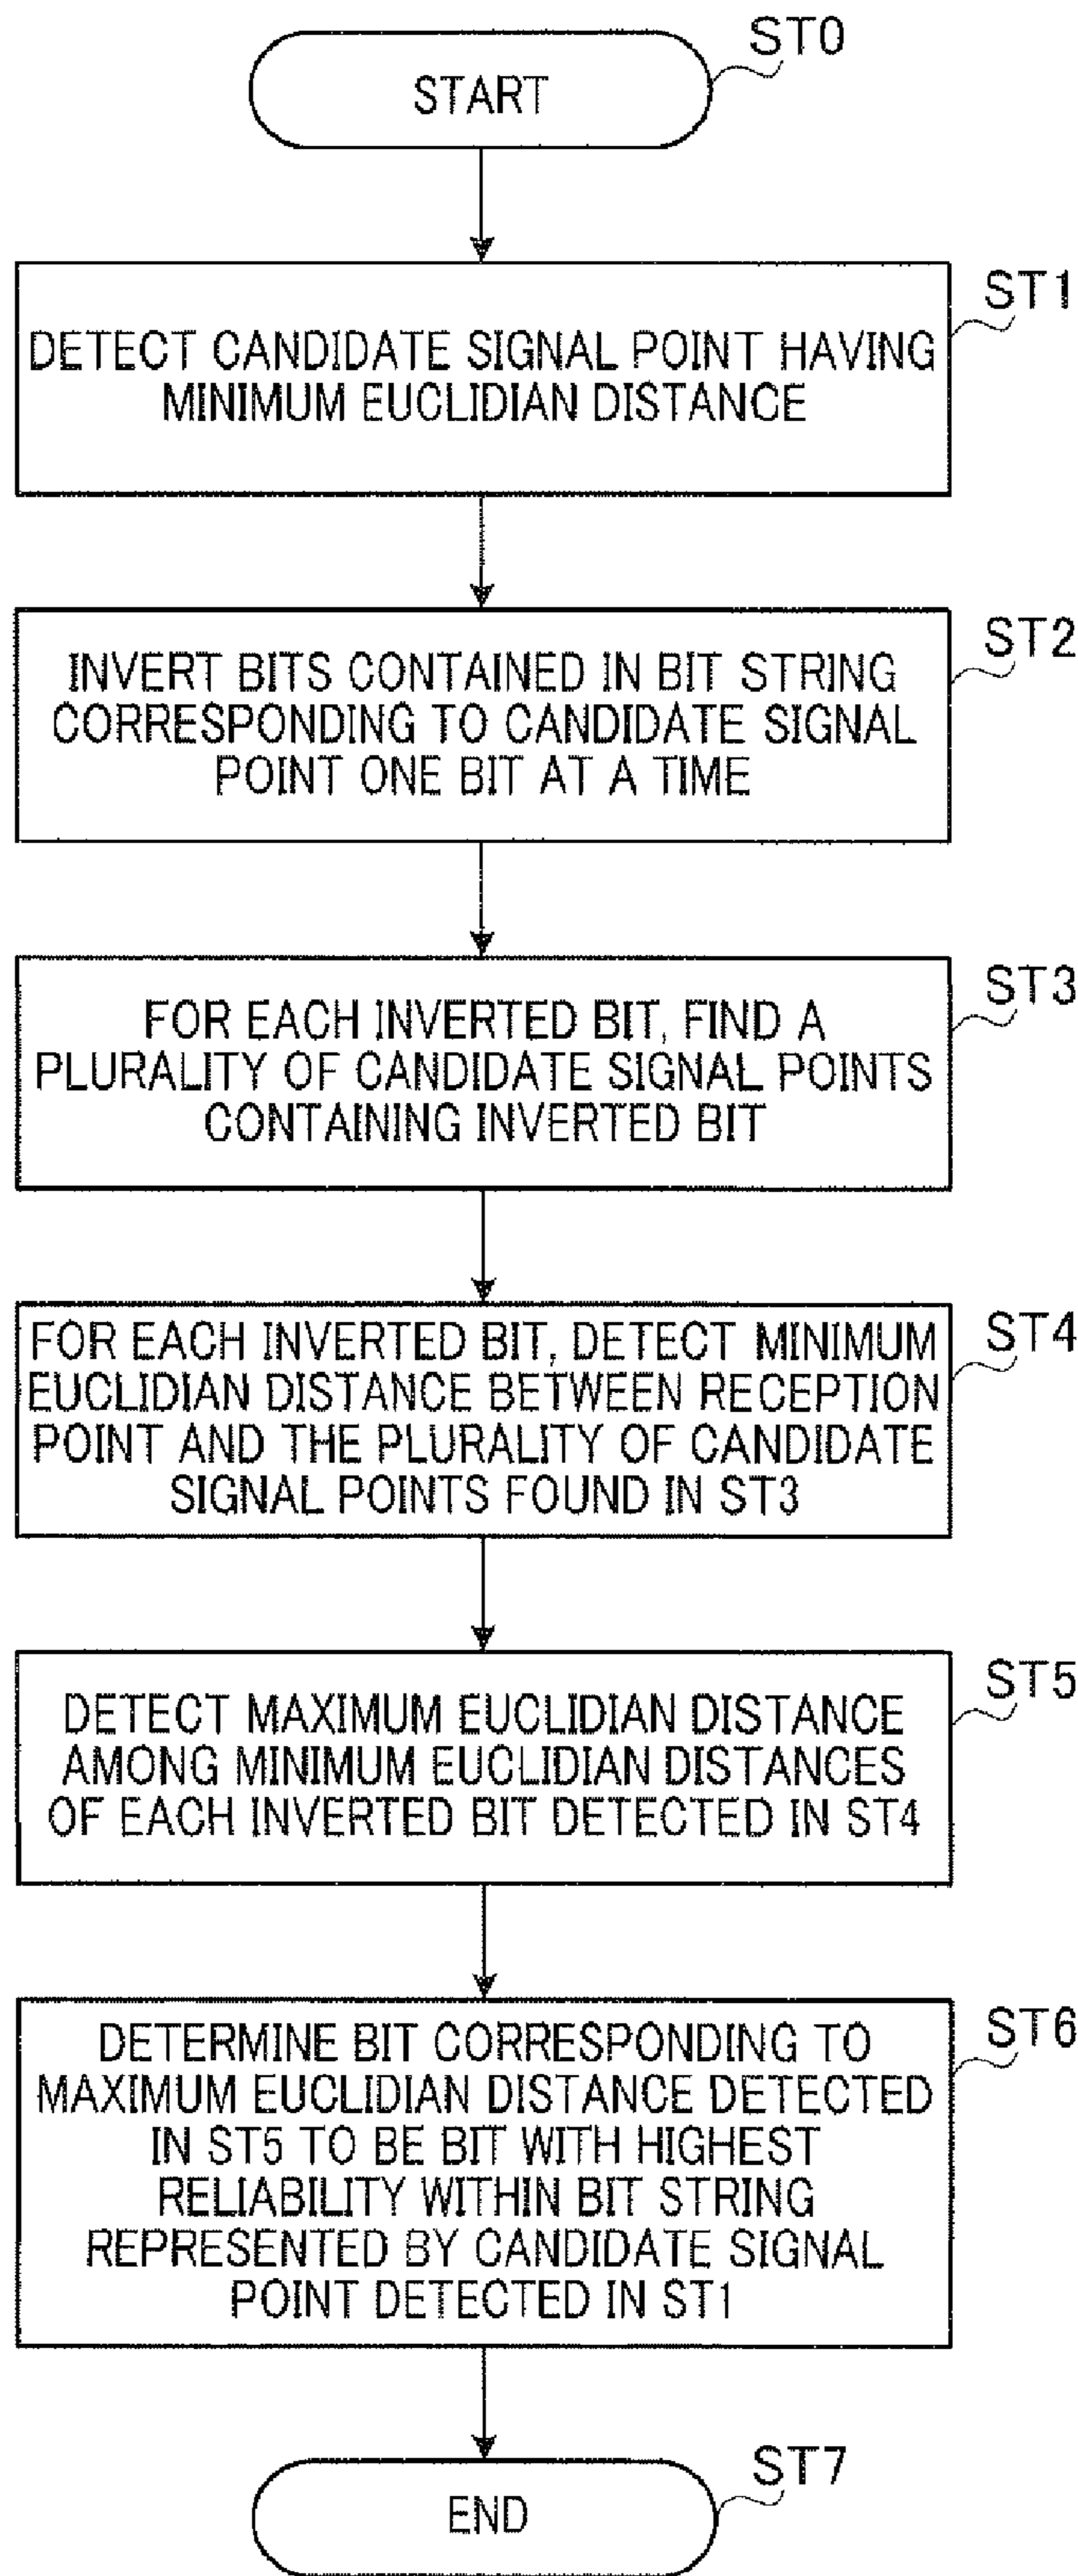 ST0
START
ST1
DETECT CANDIDATE SIGNAL POINT HAVING
MINIMUM EUCLIDIAN DISTANCE
ST2
INVERT BITS CONTAINED IN BIT STRING
CORRESPONDING TO CANDIDATE SIGNAL
POINT ONE BIT AT A TIME
ST3
FOR EACH INVERTED BIT, FIND A
PLURALITY OF CANDIDATE SIGNAL POINTS
CONTAINING INVERTED BIT
ST4
FOR EACH INVERTED BIT, DETECT MINIMUM
EUCLIDIAN DISTANCE BETWEEN RECEPTION
POINT AND THE PLURALITY OF CANDIDATE
SIGNAL POINTS FOUND IN ST3
ST5
DETECT MAXIMUM EUCLIDIAN DISTANCE
AMONG MINIMUM EUCLIDIAN DISTANCES
OF EACH INVERTED BIT DETECTED IN ST4
ST6
DETERMINE BIT CORRESPONDING TO
MAXIMUM EUCLIDIAN DISTANCE DETECTED
IN ST5 TO BE BIT WITH HIGHEST
RELIABILITY WITHIN BIT STRING
REPRESENTED BY CANDIDATE SIGNAL
POINT DETECTED IN ST1
ST7
END